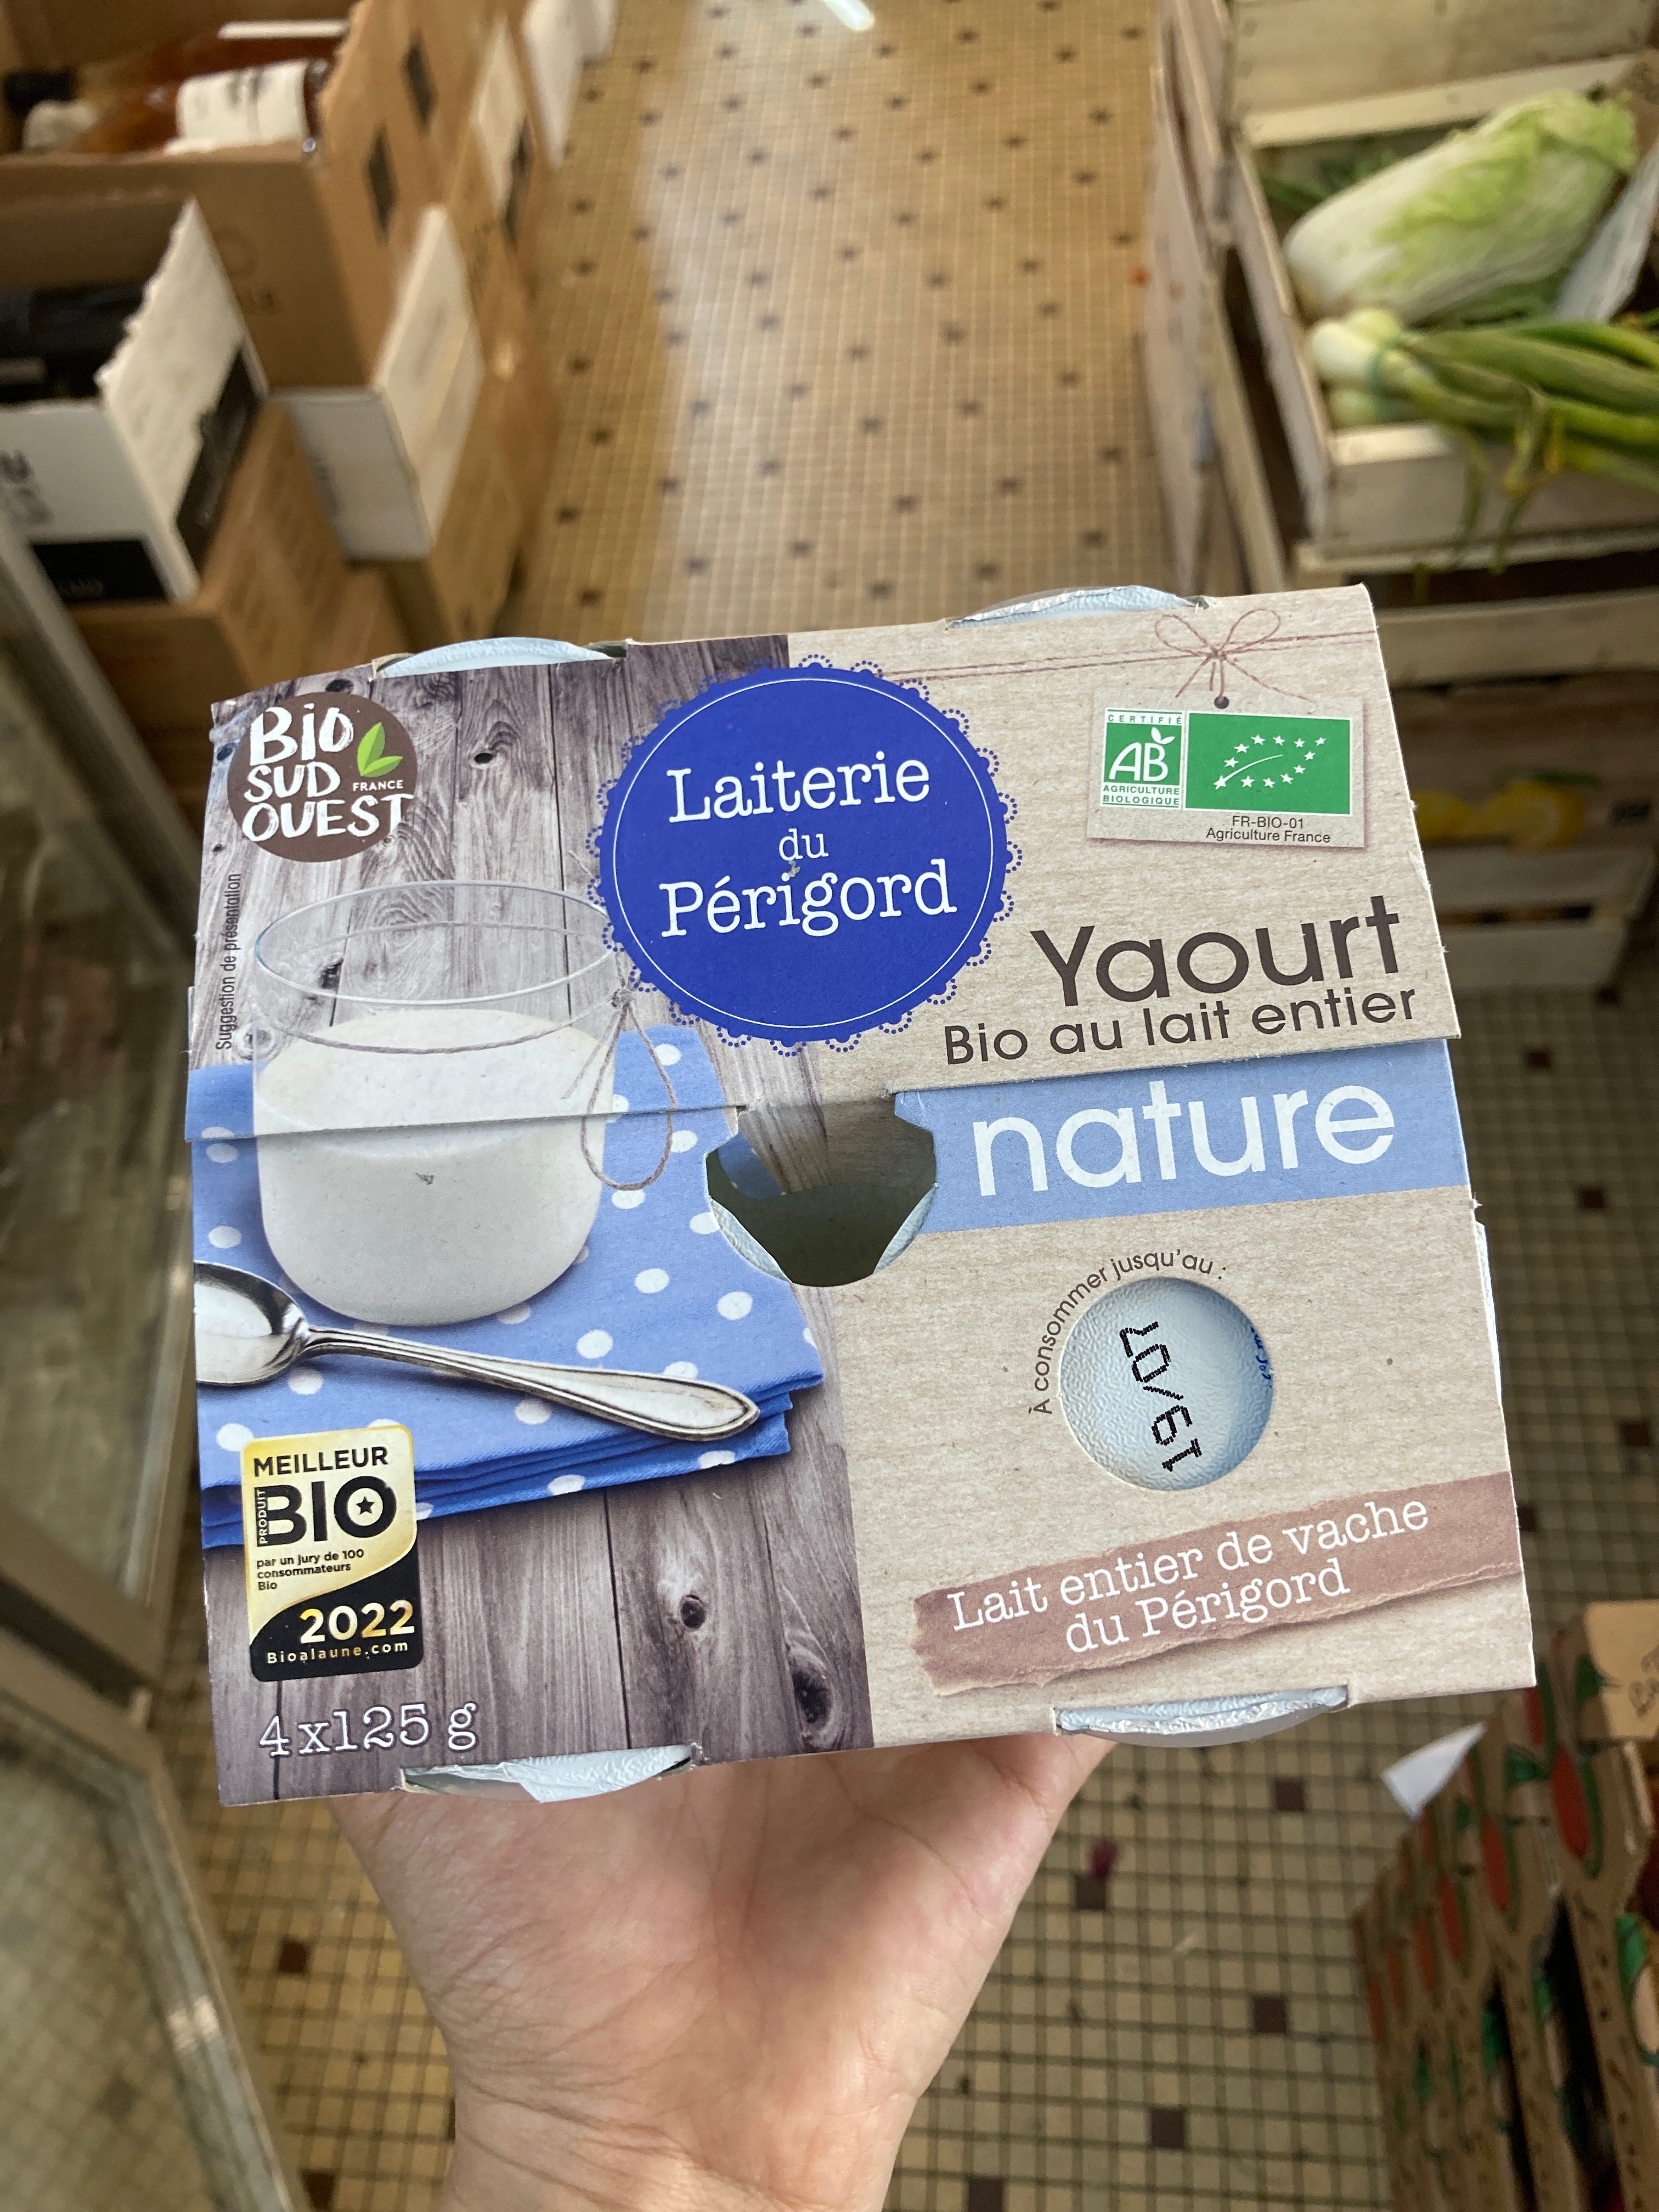 BiO
SUD
FRANCE
OUEST
Laiterie
du
Périgord
CERTIFIÉ
AB
AGRICULTURE
BIOLOGIQUE
FR-BIO-01
Agriculture France
Suggestion de présentation
Yaourt
Bio au lait entier
nature
À consommer jusqu'au :
19/07
MEILLEUR
PRODUIT
BIO
par un jury de 100
consommateurs
Bio
2022
Bioalaune.com
Lait entier de vache
du Périgord
4x125 g